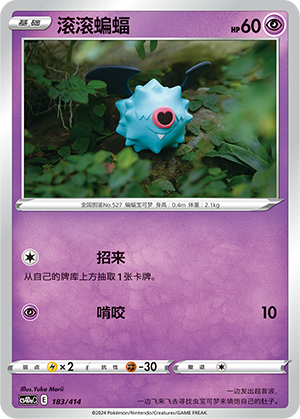 基础
滚滚蝙蝠
HP60
全国图鉴No.527 蝙蝠宝可梦 身高：0.4m 体重：2.1kg
招来
从自己的牌库上方抽取1张卡牌。
啃咬 10
弱点 ×2 抗性 -30 撤退
Illus.Yuka Morii
E 183/414
一边发出超音波，
一边飞来飞去寻找虫宝可梦来填饱自己的肚子。
©2024 Pokémon/Nintendo/Creatures/GAME FREAK.